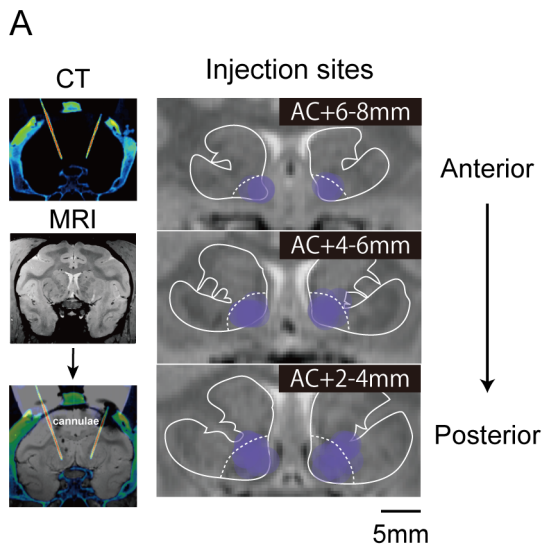 A
CT
Injection sites
AC+6-8mm
Anterior
MRI
AC+4-6mm
cannulae
AC+2-4mm
Posterior
5mm